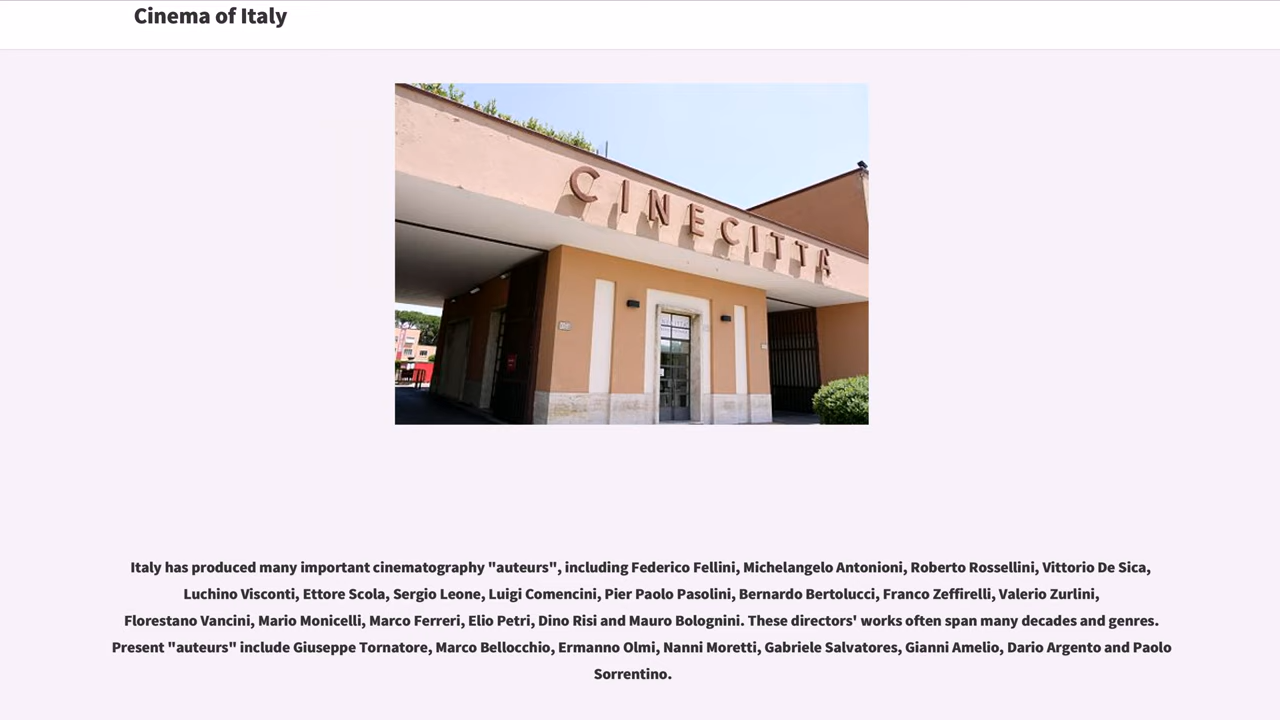 Cinema of Italy
CINECITTÀ
Italy has produced many important cinematography "auteurs", including Federico Fellini, Michelangelo Antonioni, Roberto Rossellini, Vittorio De Sica,
Luchino Visconti, Ettore Scola, Sergio Leone, Luigi Comencini, Pier Paolo Pasolini, Bernardo Bertolucci, Franco Zeffirelli, Valerio Zurlini,
Florestano Vancini, Mario Monicelli, Marco Ferreri, Elio Petri, Dino Risi and Mauro Bolognini. These directors' works often span many decades and genres.
Present "auteurs" include Giuseppe Tornatore, Marco Bellocchio, Ermanno Olmi, Nanni Moretti, Gabriele Salvatores, Gianni Amelio, Dario Argento and Paolo
Sorrentino.